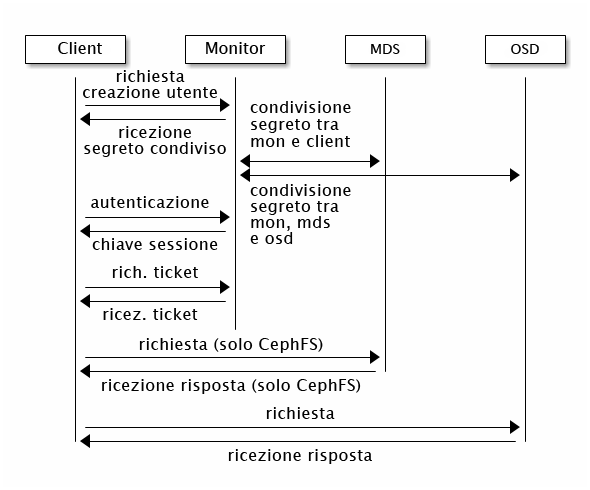 Client
Monitor
MDS
OSD
richiesta
creazione utente
ricezione
segreto condiviso
condivisione
segreto tra
mon e client
condivisione
segreto tra
mon, mds
e osd
autenticazione
chiave sessione
rich. ticket
ricez. ticket
richiesta (solo CephFS)
ricezione risposta (solo CephFS)
richiesta
ricezione risposta